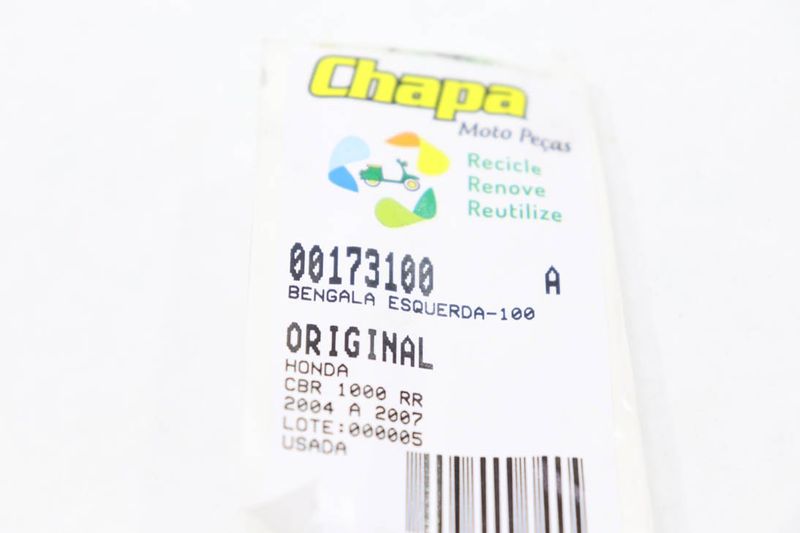 Chapa
Moto Peças
Recicle
Renove
Reutilize
00173100 A
BENGALA ESQUERDA-100
ORIGINAL
HONDA
CBR 1000 RR
2004 A 2007
LOTE:000005
USADA